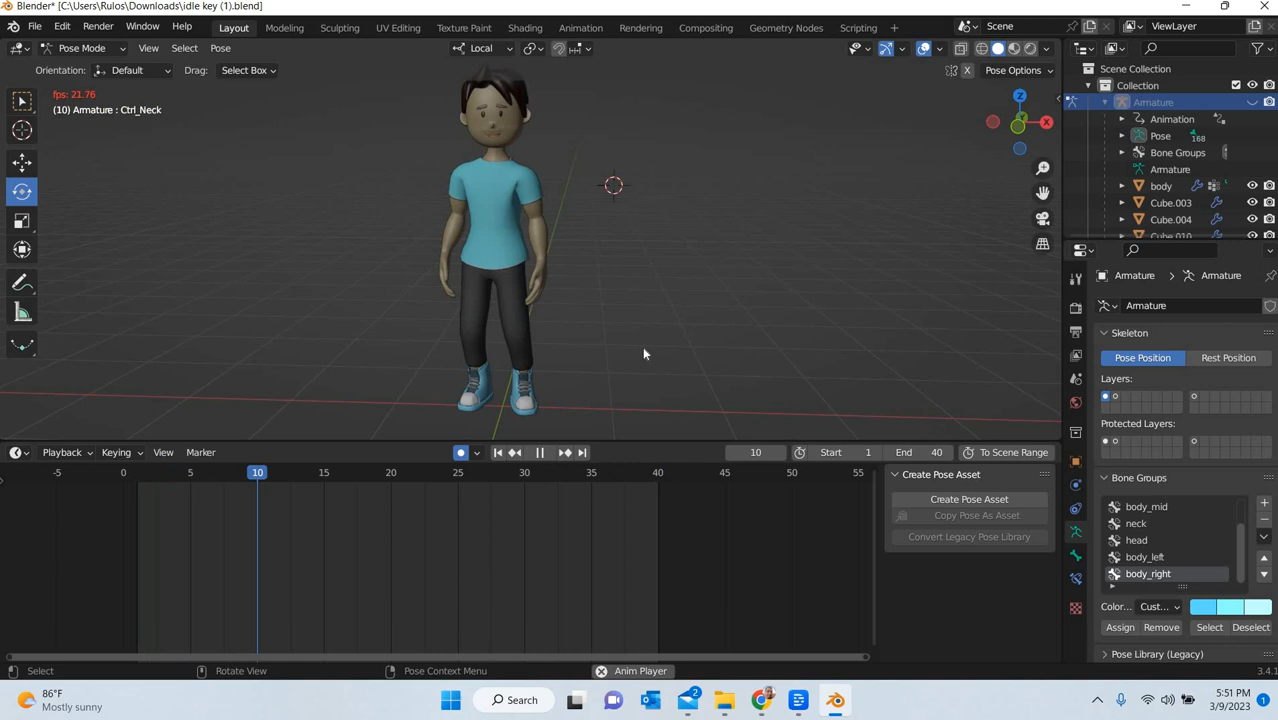 Blender* [C:\Users\Rulos\Downloads\idle key (1).blend]
File Edit Render Window Help Layout Modeling Sculpting UV Editing Texture Paint Shading Animation Rendering Compositing Geometry Nodes Scripting Scene ViewLayer
Pose Mode View Select Pose Local
Orientation: Default Drag: Select Box X Pose Options
fps: 21.76
(10) Armature : Ctrl_Neck
Z
X
Y
Scene Collection
Collection
Armature
Animation
Pose 168
Bone Groups
Armature
body
Cube.003
Cube.004
Cube.010
Armature Armature
Armature
Skeleton
Pose Position Rest Position
Layers:
Protected Layers:
Bone Groups
body_mid
neck
head
body_left
body_right
Color... Cust...
Assign Remove Select Deselect
Pose Library (Legacy)
Playback Keying View Marker 10 Start 1 End 40 To Scene Range
-5 0 10 15 20 25 30 35 40 45 50 55
Create Pose Asset
Create Pose Asset
Copy Pose As Asset
Convert Legacy Pose Library
Select Rotate View Pose Context Menu Anim Player 3.4.1
86°F
Mostly sunny
Search
2
5:51 PM
3/9/2023
1